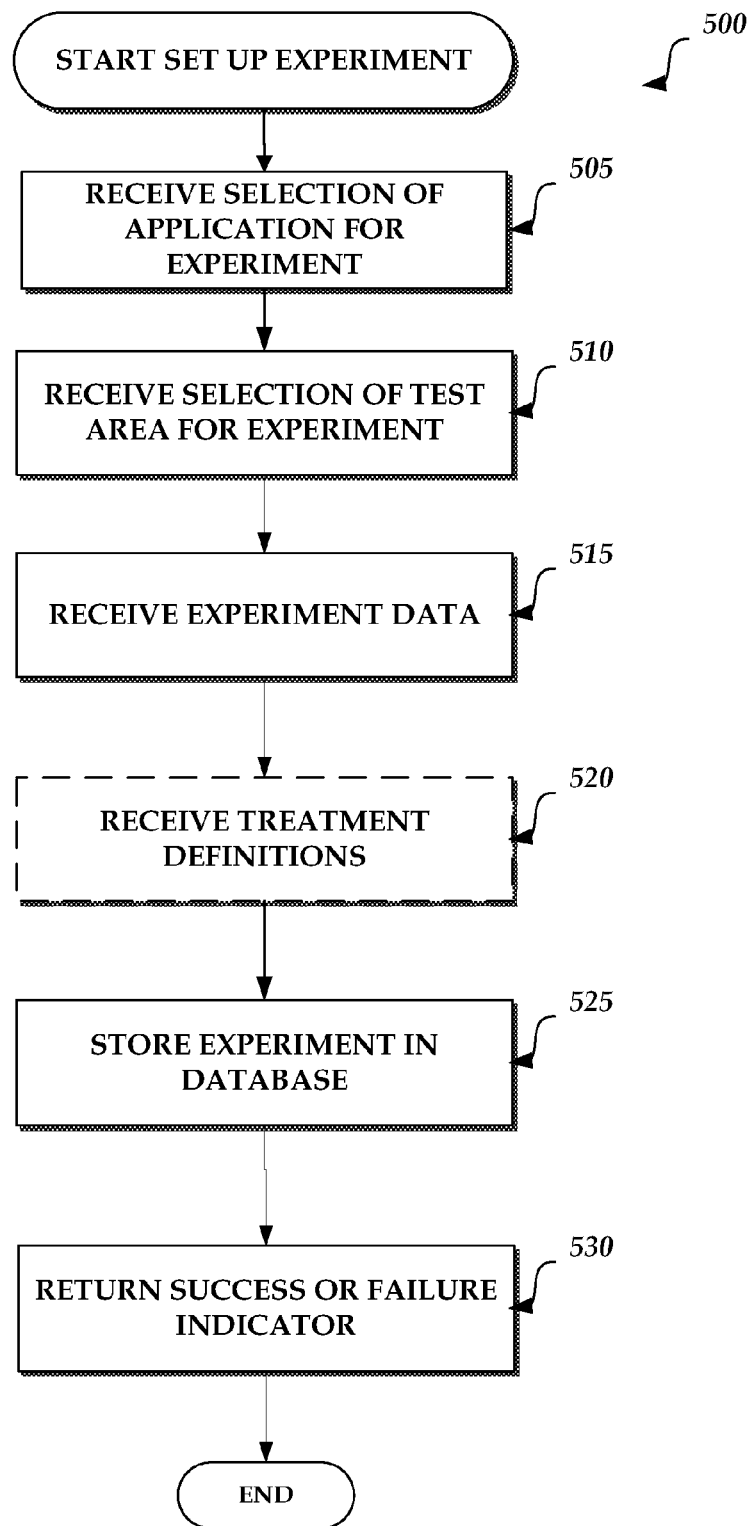 START SET UP EXPERIMENT
500
RECEIVE SELECTION OF
APPLICATION FOR
EXPERIMENT
505
RECEIVE SELECTION OF TEST
AREA FOR EXPERIMENT
510
RECEIVE EXPERIMENT DATA
515
RECEIVE TREATMENT
DEFINITIONS
520
STORE EXPERIMENT IN
DATABASE
525
RETURN SUCCESS OR FAILURE
INDICATOR
530
END